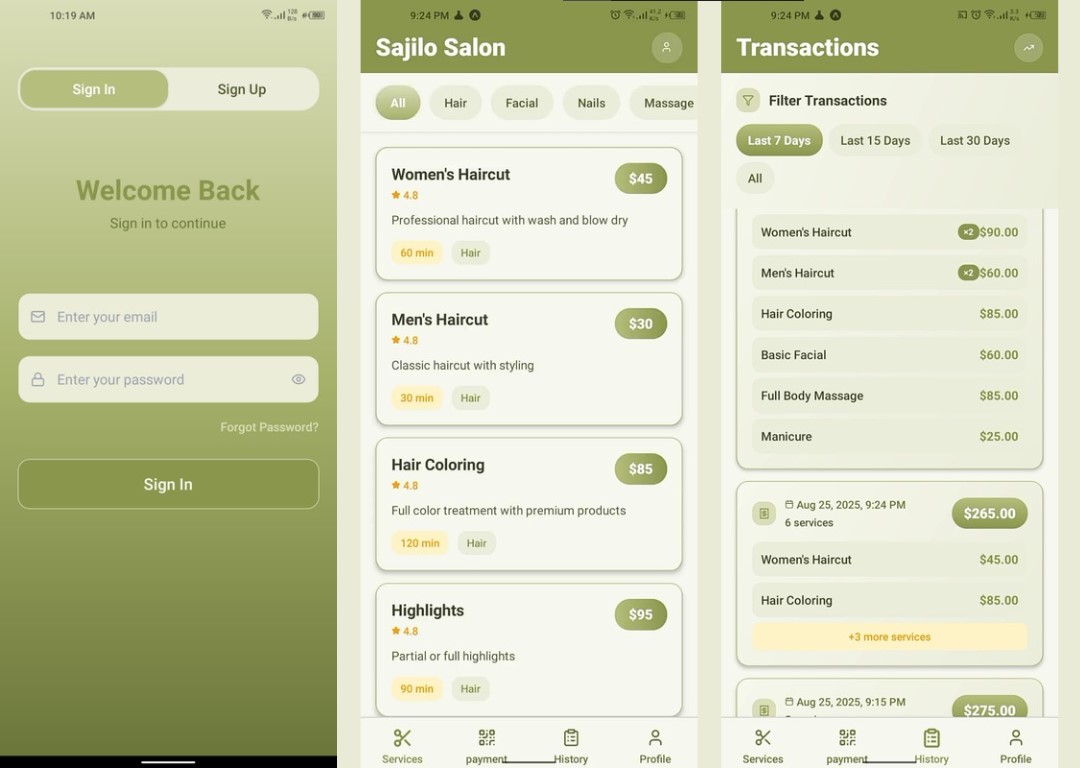 10:19 AM
Sign In
Sign Up
Welcome Back
Sign in to continue
Enter your email
Enter your password
Forgot Password?
Sign In
9:24 PM
Sajilo Salon
All
Hair
Facial
Nails
Massage
Women's Haircut
$45
4.8
Professional haircut with wash and blow dry
60 min
Hair
Men's Haircut
$30
4.8
Classic haircut with styling
30 min
Hair
Hair Coloring
$85
4.8
Full color treatment with premium products
120 min
Hair
Highlights
$95
4.8
Partial or full highlights
90 min
Hair
Services
payment
History
Profile
9:24 PM
Transactions
Filter Transactions
Last 7 Days
Last 15 Days
Last 30 Days
All
Women's Haircut
×2
$90.00
Men's Haircut
×2
$60.00
Hair Coloring
$85.00
Basic Facial
$60.00
Full Body Massage
$85.00
Manicure
$25.00
Aug 25, 2025, 9:24 PM
$265.00
6 services
Women's Haircut
$45.00
Hair Coloring
$85.00
+3 more services
Aug 25, 2025, 9:15 PM
$275.00
Services
payment
History
Profile